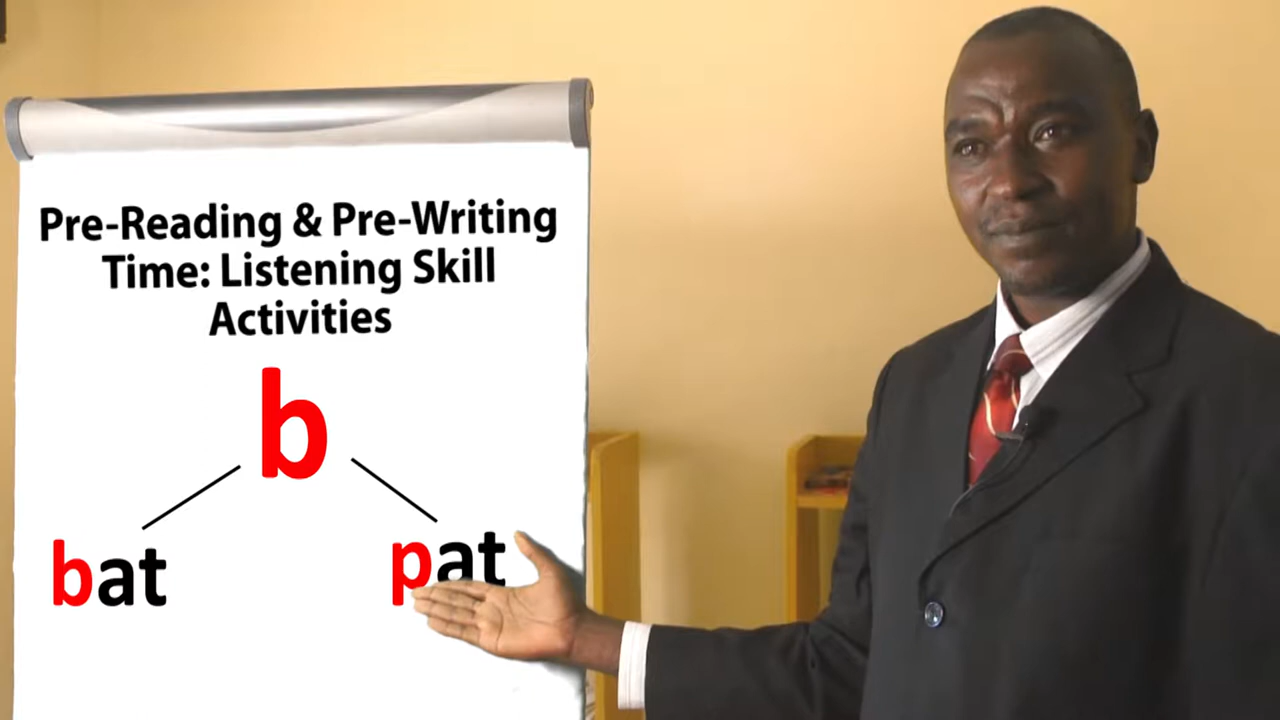 Pre-Reading & Pre-Writing
Time: Listening Skill
Activities
b
bat pat